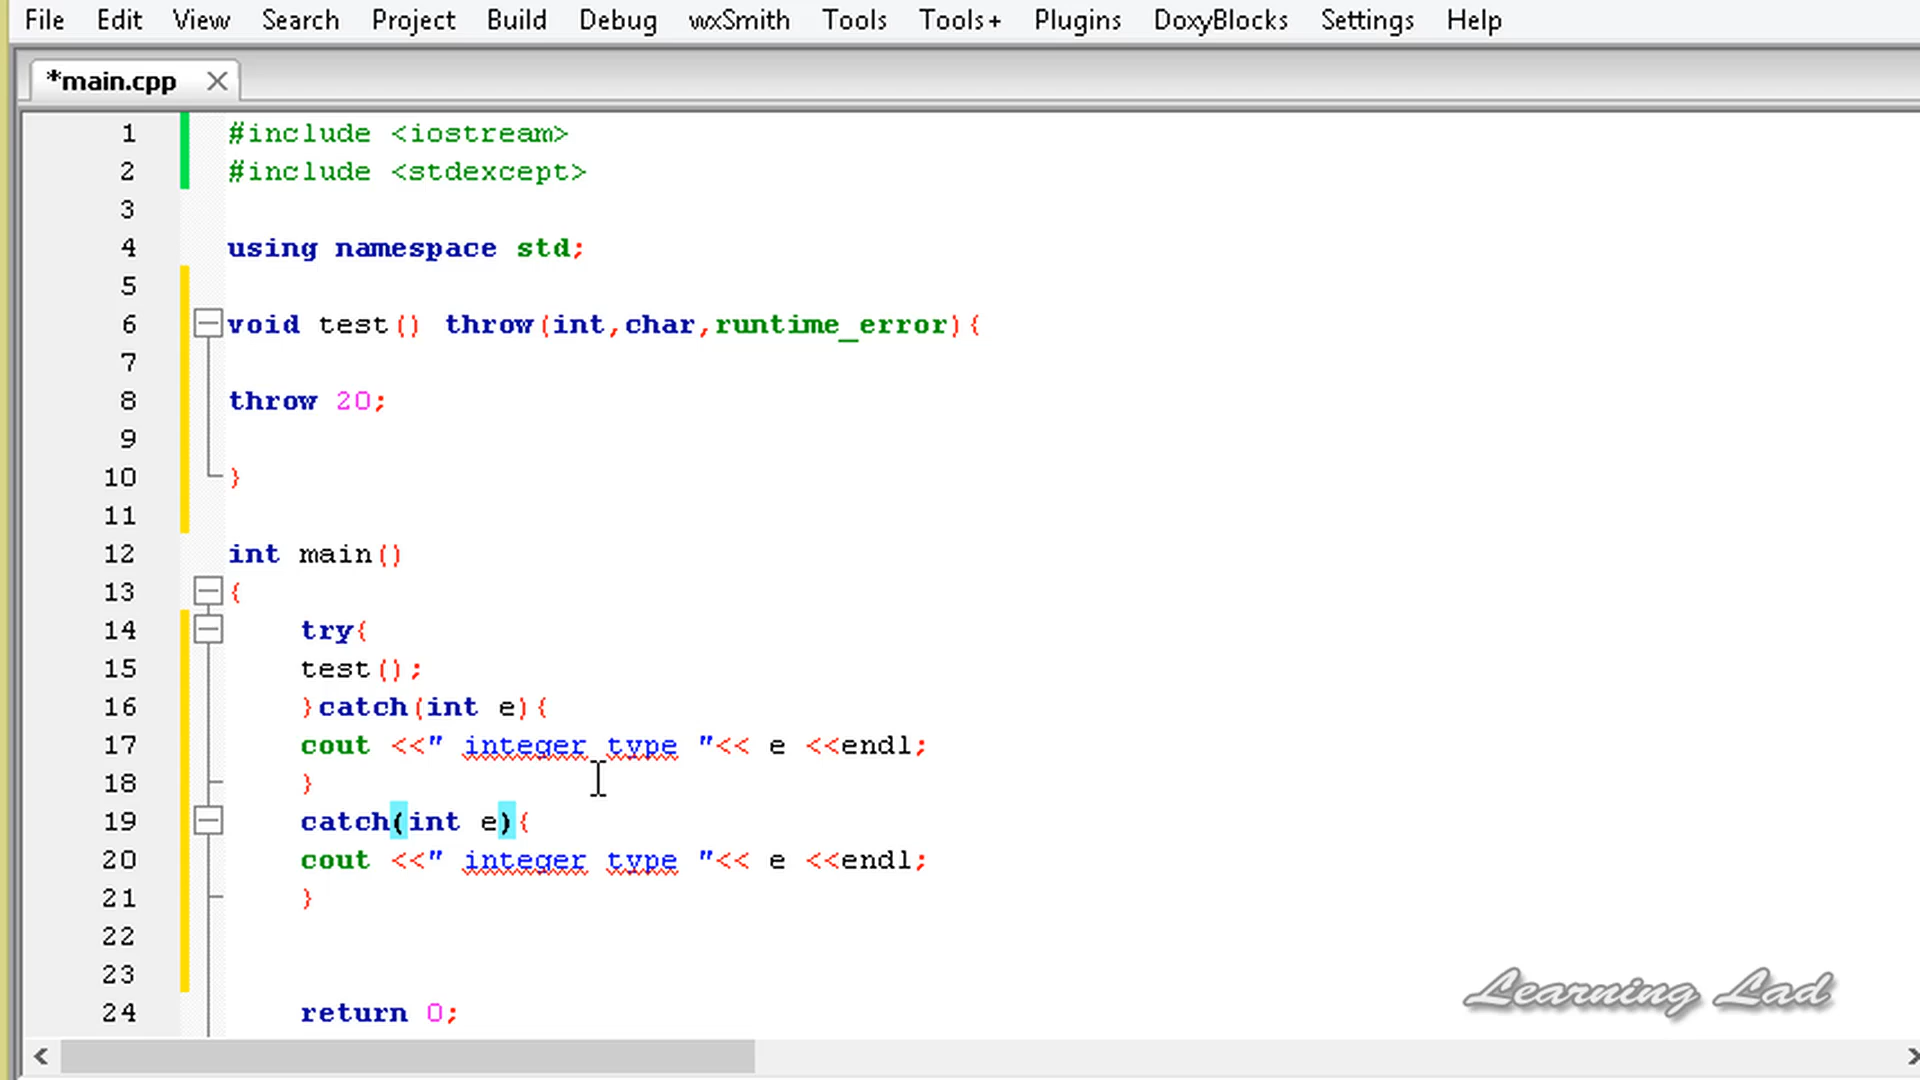 File Edit View Search Project Build Debug wxSmith Tools Tools+ Plugins DoxyBlocks Settings Help
*main.cpp
1 #include <iostream>
2 #include <stdexcept>
3
4 using namespace std;
5
6 void test() throw(int,char,runtime_error){
7
8 throw 20;
9
10 }
11
12 int main()
13 {
14 try{
15 test();
16 }catch(int e){
17 cout <<" integer type "<< e <<endl;
18 }
19 catch(int e){
20 cout <<" integer type "<< e <<endl;
21 }
22
23
24 return 0;
Learning Lad